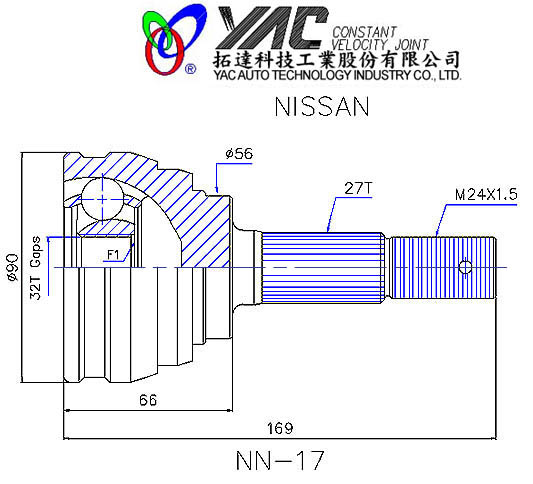 YAC CONSTANT
VELOCITY JOINT
®
拓達科技工業股份有限公司
YAC AUTO TECHNOLOGY INDUSTRY CO., LTD.
NISSAN
ø56
27T
M24X1.5
ø90
32T Gaps
F1
66
169
NN-17